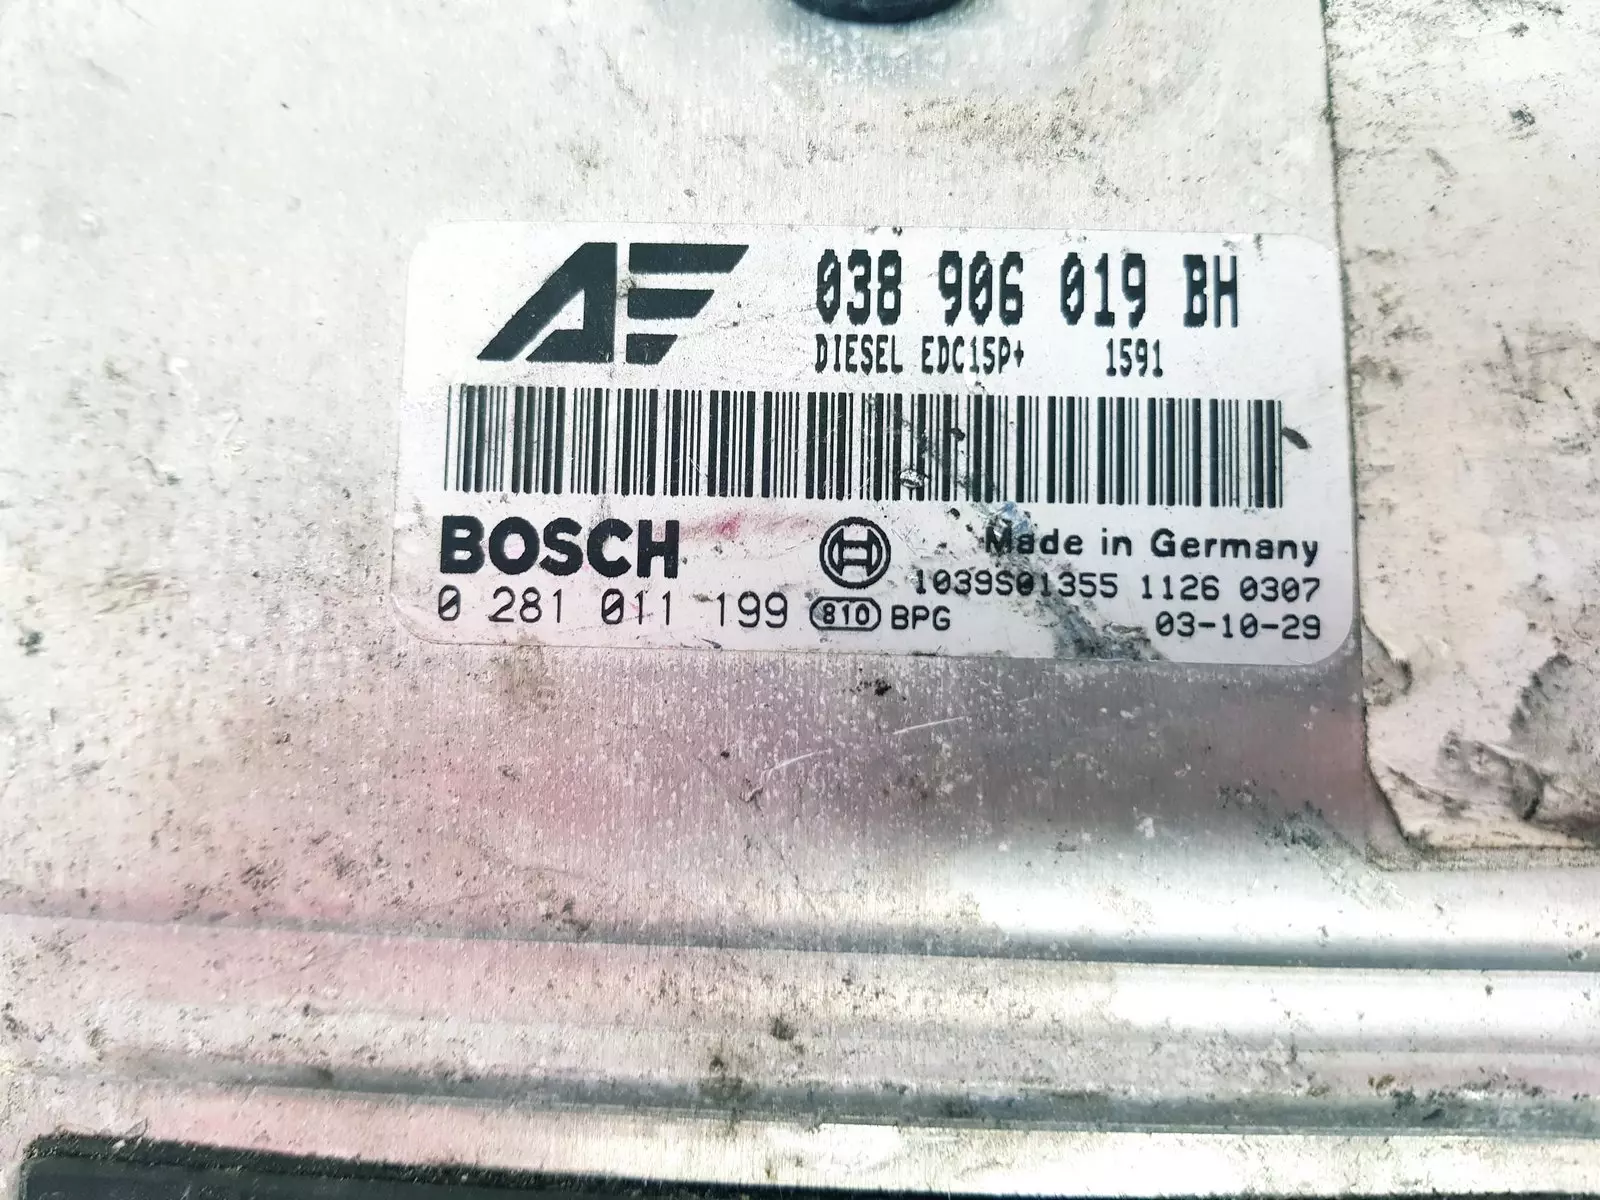 AF 038 906 019 BH
DIESEL EDC15P+ 1591
BOSCH Made in Germany
1039S01355 1126 0307
0 281 011 199 810 BPG 03-10-29